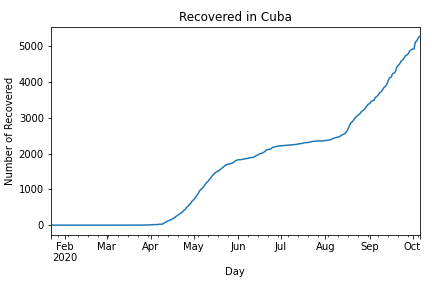 Recovered in Cuba
Number of Recovered
5000
4000
3000
2000
1000
0
Feb Mar Apr May Jun Jul Aug Sep Oct
2020
Day